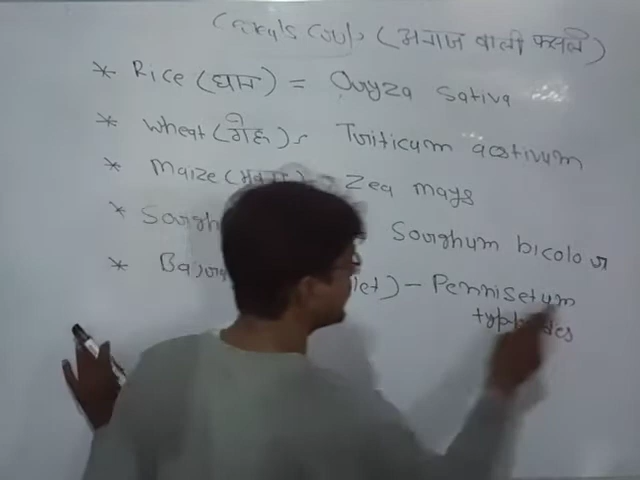 Cereals Crops (अनाज वाली फसलें)
* Rice (धान) = Oryza Sativa
* Wheat (गेंहू) - Triticum aestivum
* Maize (मक्का) - Zea mays
* Sorgh Sorghum bicolor
* Bajra let) - Pennisetum
typhoides